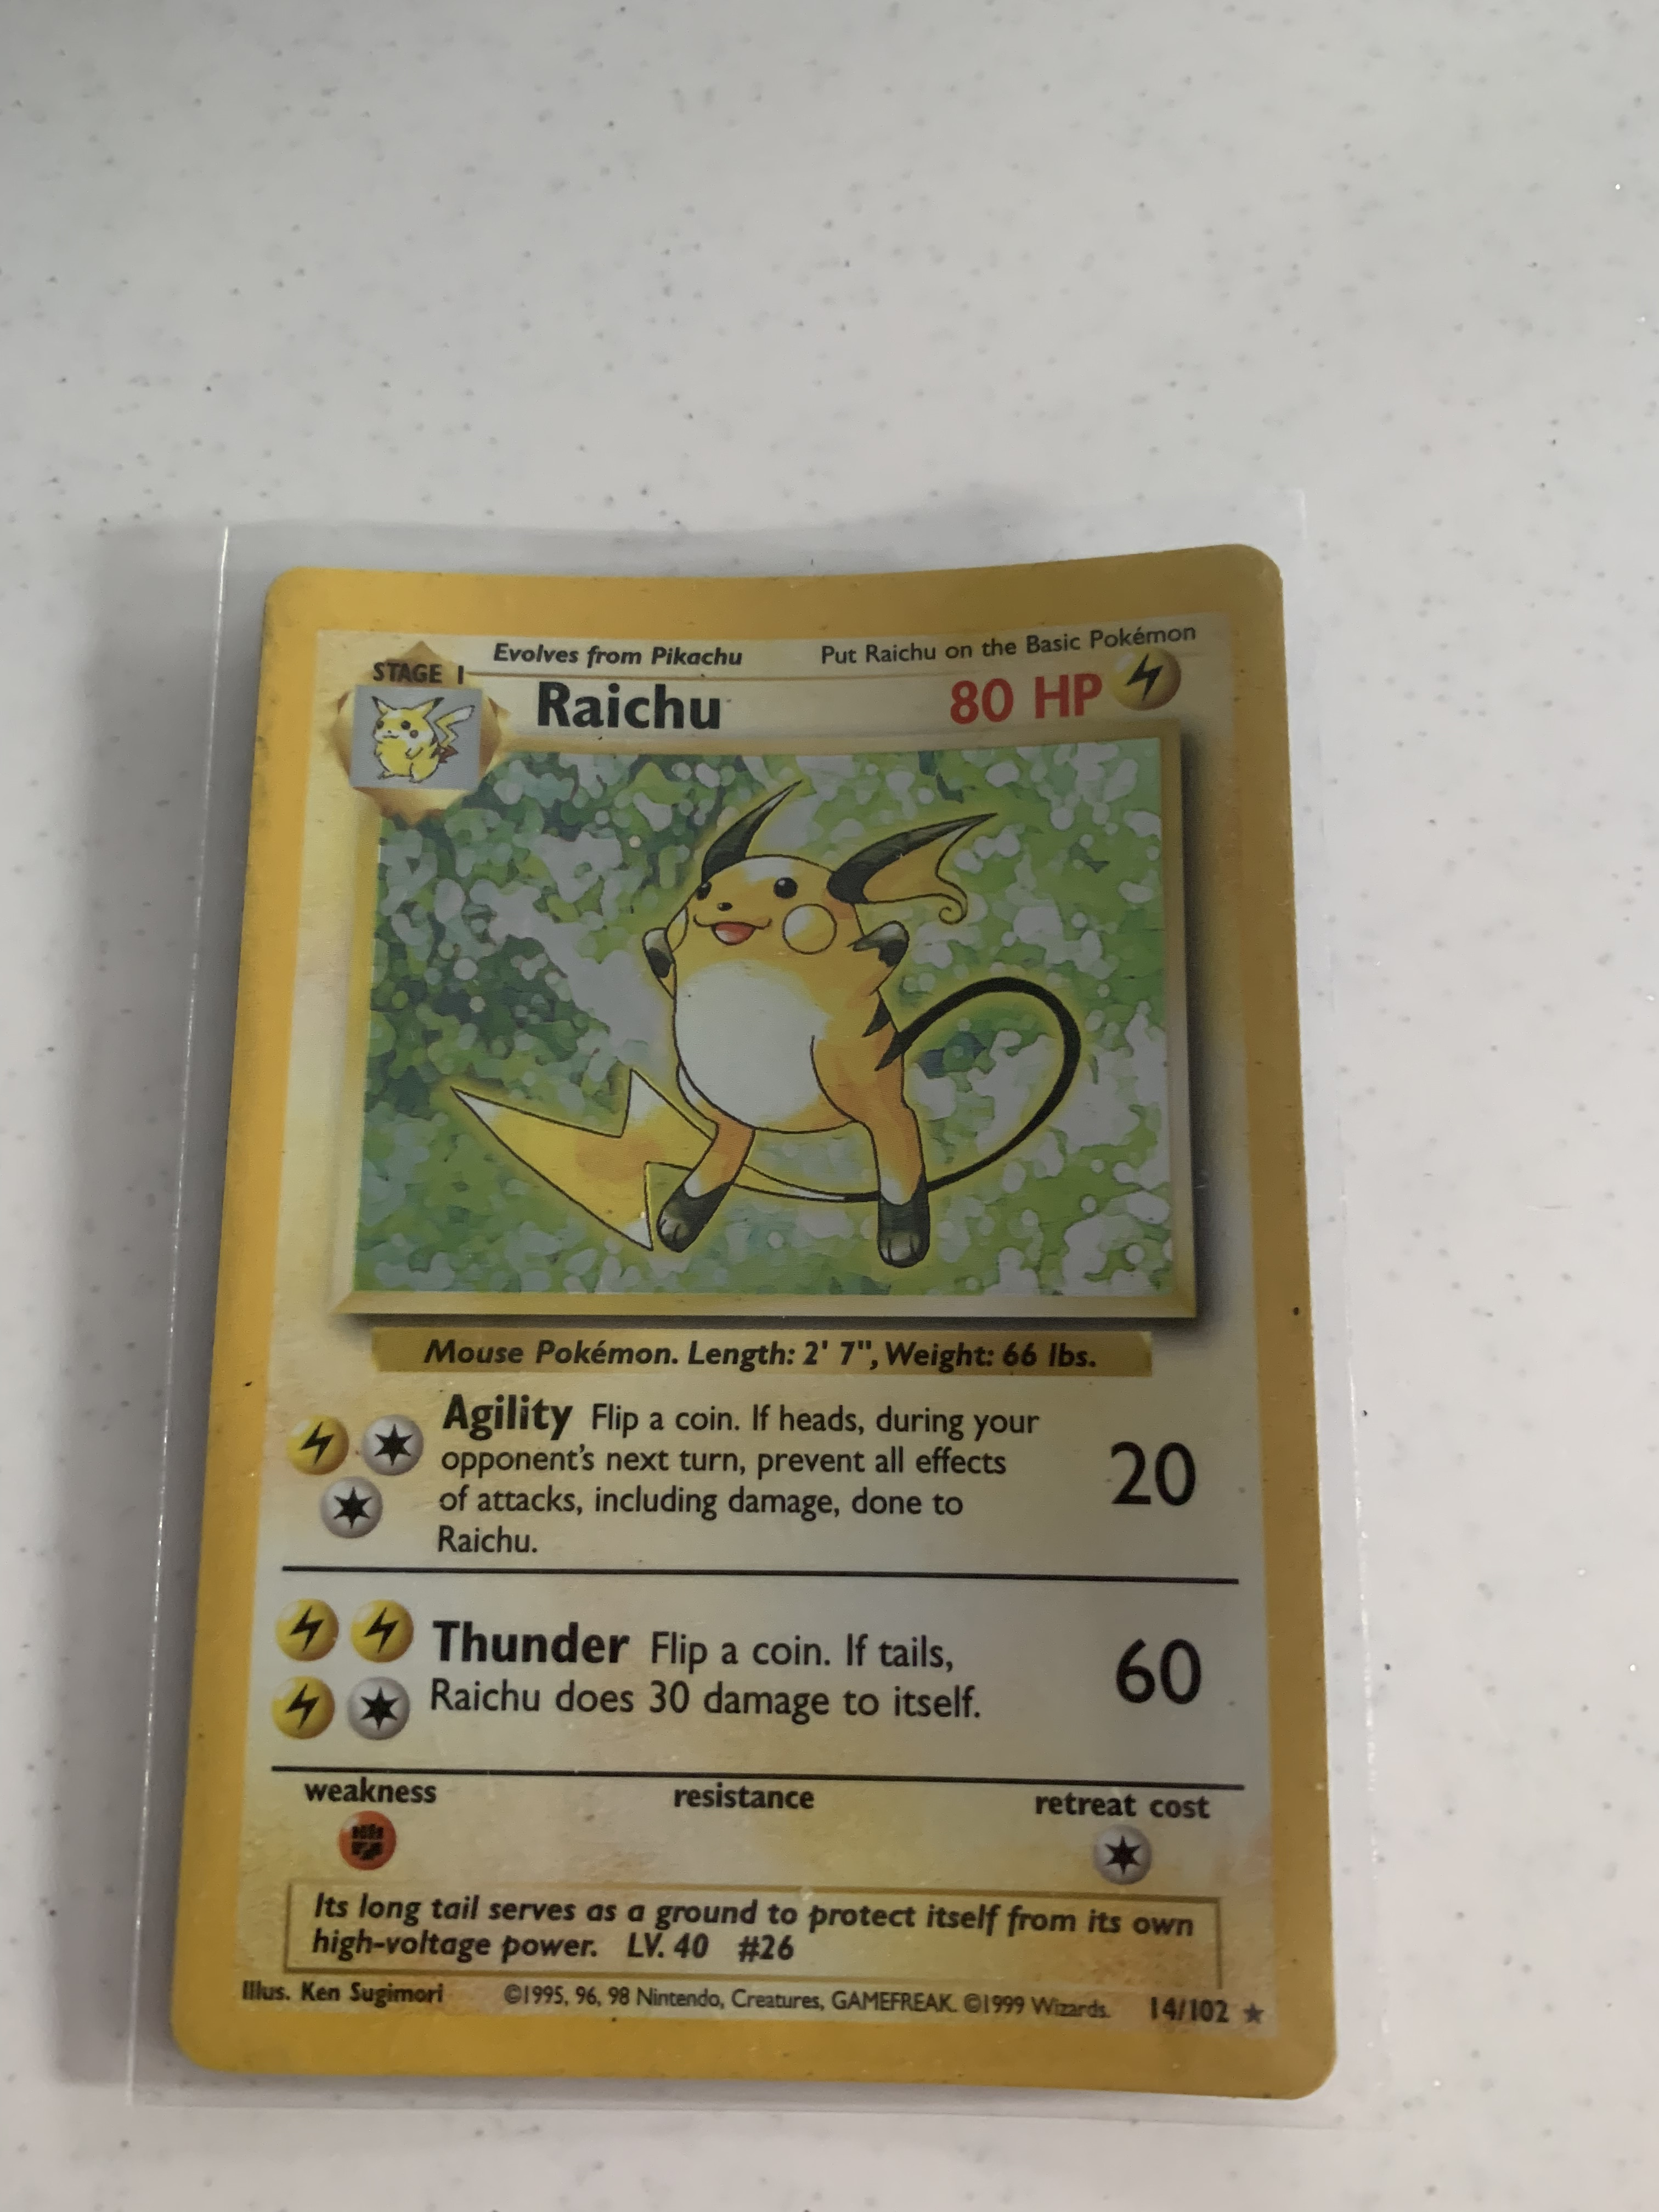 Evolves from Pikachu
Put Raichu on the Basic Pokémon
STAGE 1
Raichu
80 HP
Mouse Pokémon. Length: 2' 7", Weight: 66 lbs.
Agility Flip a coin. If heads, during your
opponent's next turn, prevent all effects
of attacks, including damage, done to
Raichu.
20
Thunder Flip a coin. If tails,
Raichu does 30 damage to itself.
60
weakness
resistance
retreat cost
Its long tail serves as a ground to protect itself from its own
high-voltage power. LV. 40 #26
Illus. Ken Sugimori
©1995, 96, 98 Nintendo, Creatures, GAMEFREAK. ©1999 Wizards.
14/102 ★